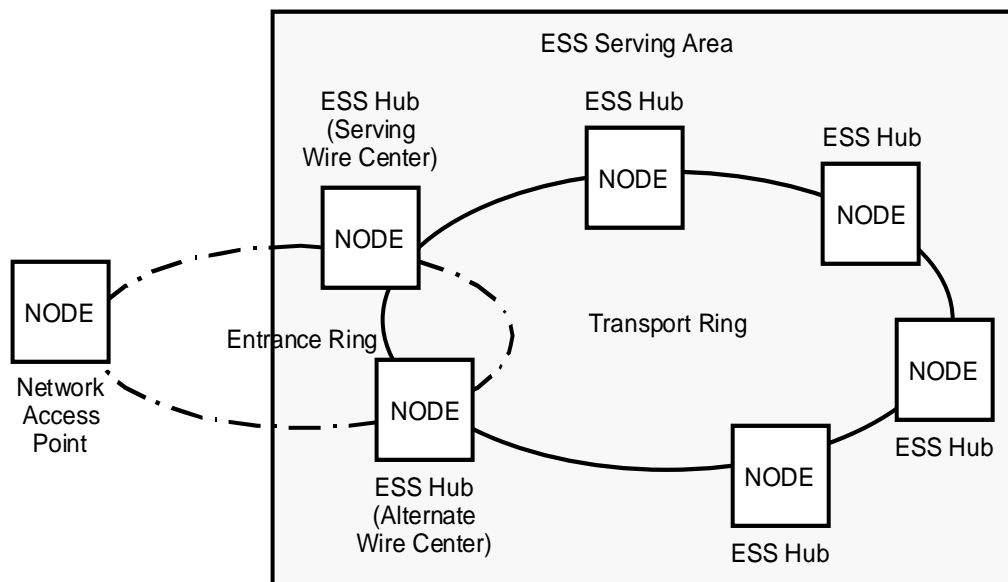 ESS Serving Area
ESS Hub
(Serving
Wire Center)
NODE
ESS Hub
NODE
ESS Hub
NODE
NODE
Network
Access
Point
Entrance Ring
Transport Ring
NODE
ESS Hub
NODE
ESS Hub
(Alternate
Wire Center)
NODE
ESS Hub